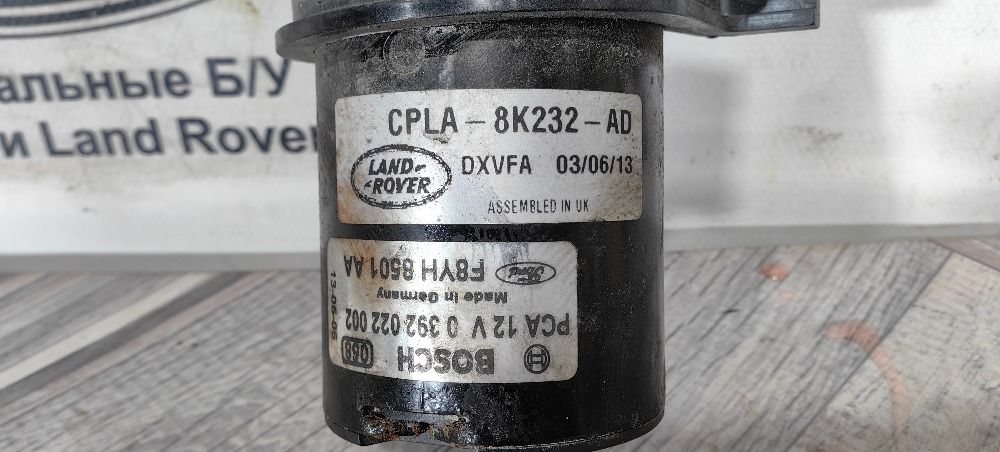 альные Б/У
и Land Rover
CPLA - 8K232 - AD
LAND-
-ROVER
DXVFA 03/06/13
ASSEMBLED IN UK
BOSCH
068
PCA 12 V 0 392 022 002
Made in Germany
Ford
F8YH 8501 AA
13-06-06